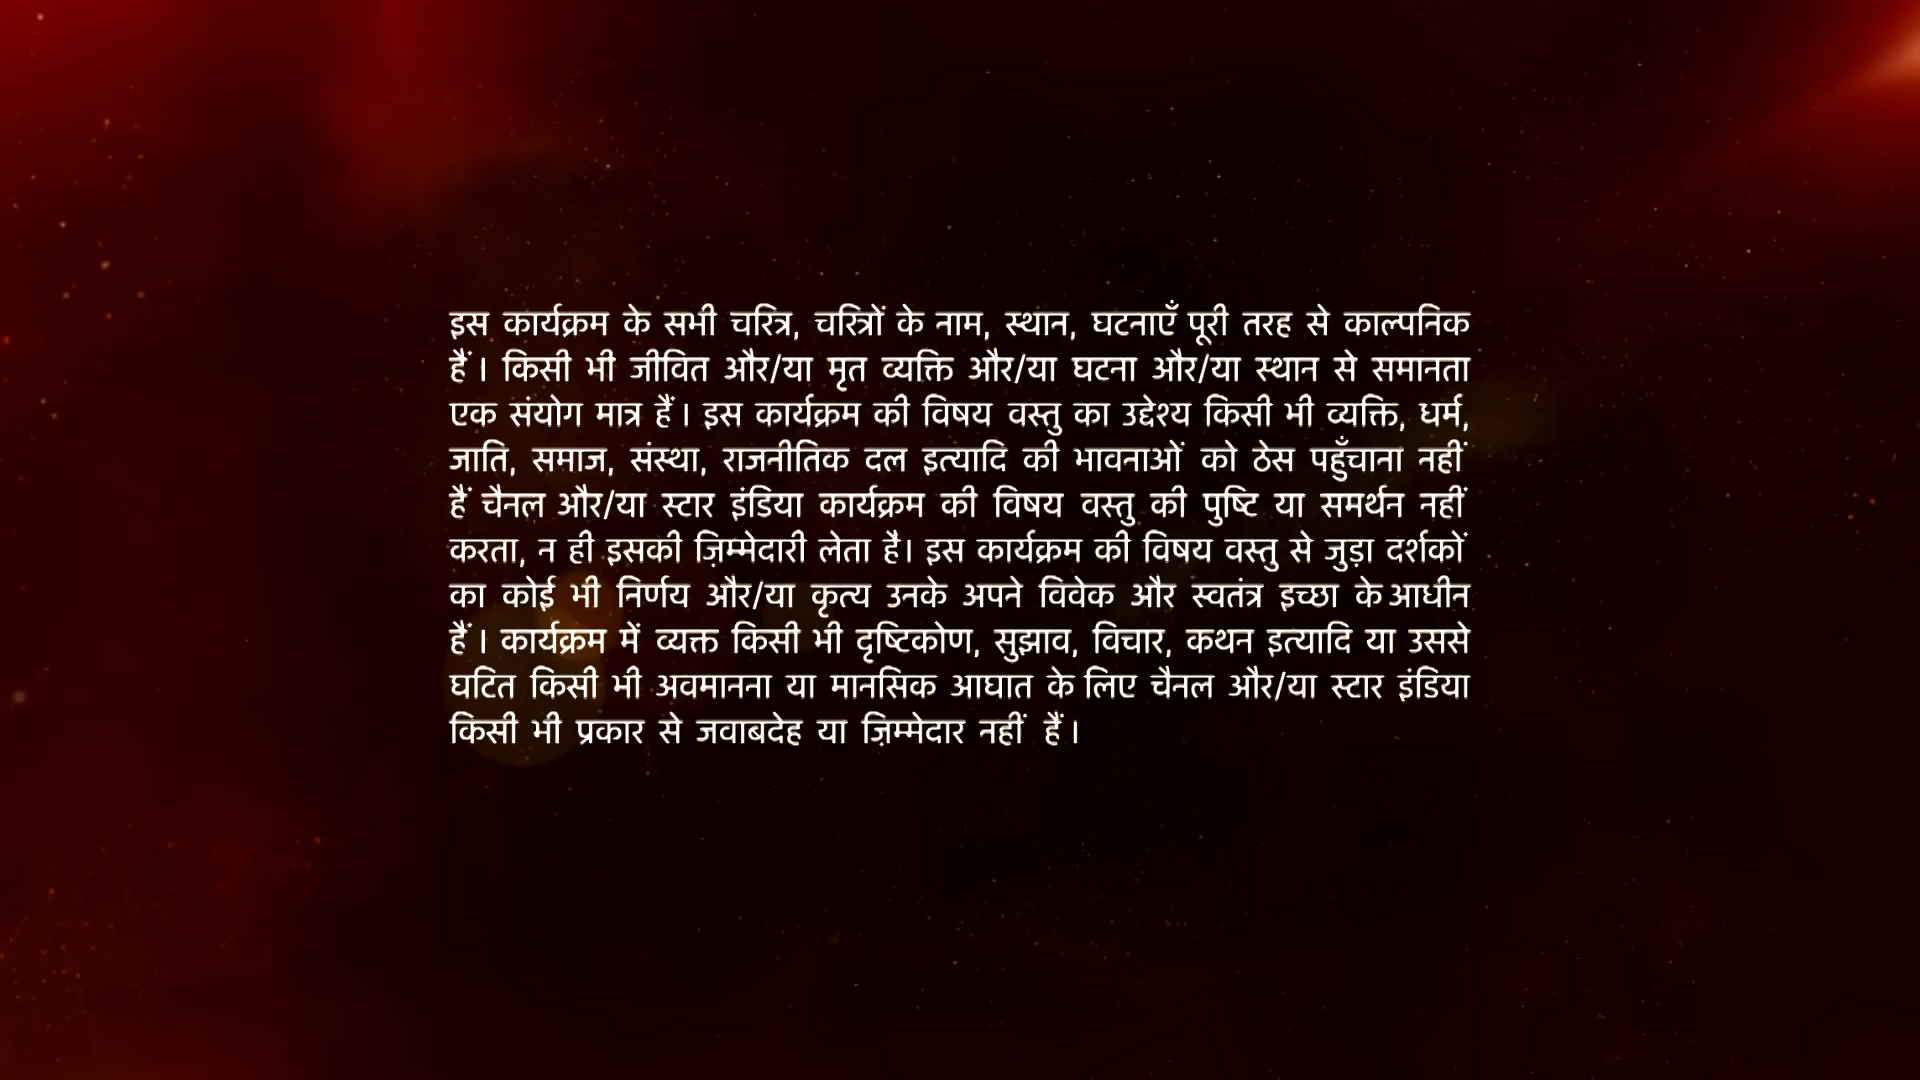 इस कार्यक्रम के सभी चरित्र, चरित्रों के नाम, स्थान, घटनाएँ पूरी तरह से काल्पनिक
हैं । किसी भी जीवित और/या मृत व्यक्ति और/या घटना और/या स्थान से समानता
एक संयोग मात्र हैं । इस कार्यक्रम की विषय वस्तु का उद्देश्य किसी भी व्यक्ति, धर्म,
जाति, समाज, संस्था, राजनीतिक दल इत्यादि की भावनाओं को ठेस पहुँचाना नहीं
हैं चैनल और/या स्टार इंडिया कार्यक्रम की विषय वस्तु की पुष्टि या समर्थन नहीं
करता, न ही इसकी ज़िम्मेदारी लेता है। इस कार्यक्रम की विषय वस्तु से जुड़ा दर्शकों
का कोई भी निर्णय और/या कृत्य उनके अपने विवेक और स्वतंत्र इच्छा के आधीन
हैं । कार्यक्रम में व्यक्त किसी भी दृष्टिकोण, सुझाव, विचार, कथन इत्यादि या उससे
घटित किसी भी अवमानना या मानसिक आघात के लिए चैनल और/या स्टार इंडिया
किसी भी प्रकार से जवाबदेह या ज़िम्मेदार नहीं हैं ।